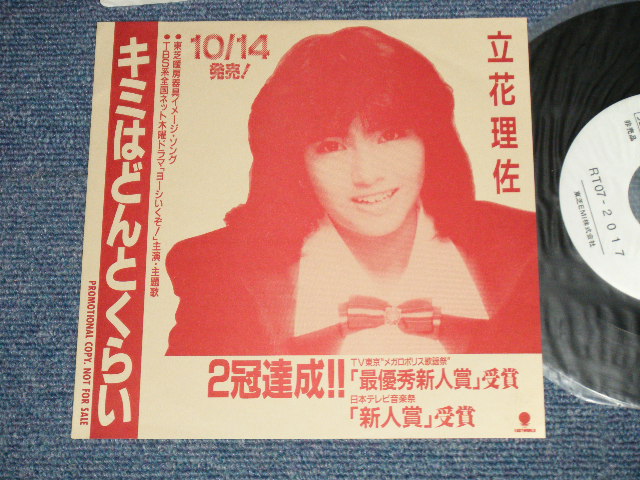 キミはどんとくらい
PROMOTIONAL COPY. NOT FOR SALE
●東芝暖房器具イメージ・ソング
●TBS系全国ネット木曜ドラマ「ヨーシいくぞ!」主演・主題歌
10/14
発売!
立花理佐
2冠達成!!
TV東京"メガロポリス歌謡祭"
「最優秀新人賞」受賞
日本テレビ音楽祭
「新人賞」受賞
非売品
RT07-2017
東芝EMI株式会社